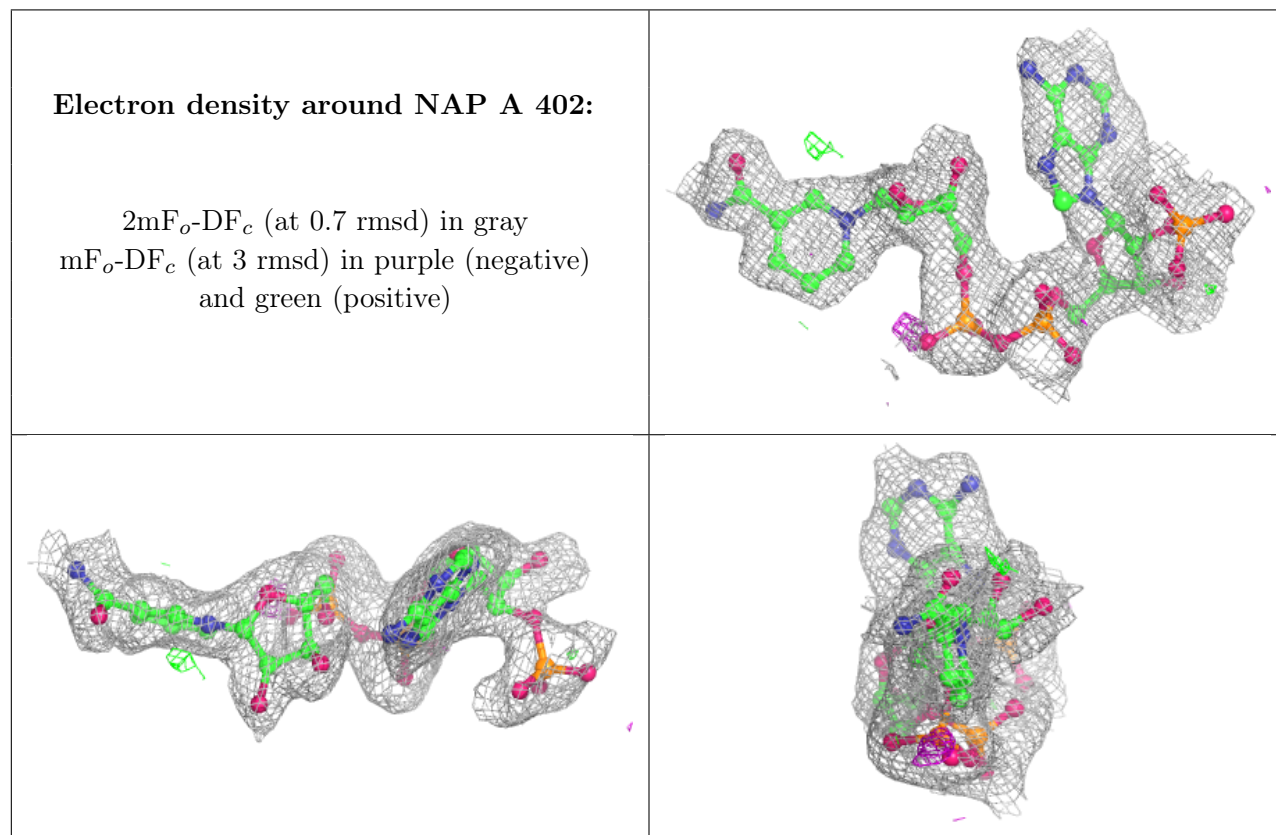 Electron density around NAP A 402:
2mFo-DFc (at 0.7 rmsd) in gray
mFo-DFc (at 3 rmsd) in purple (negative)
and green (positive)